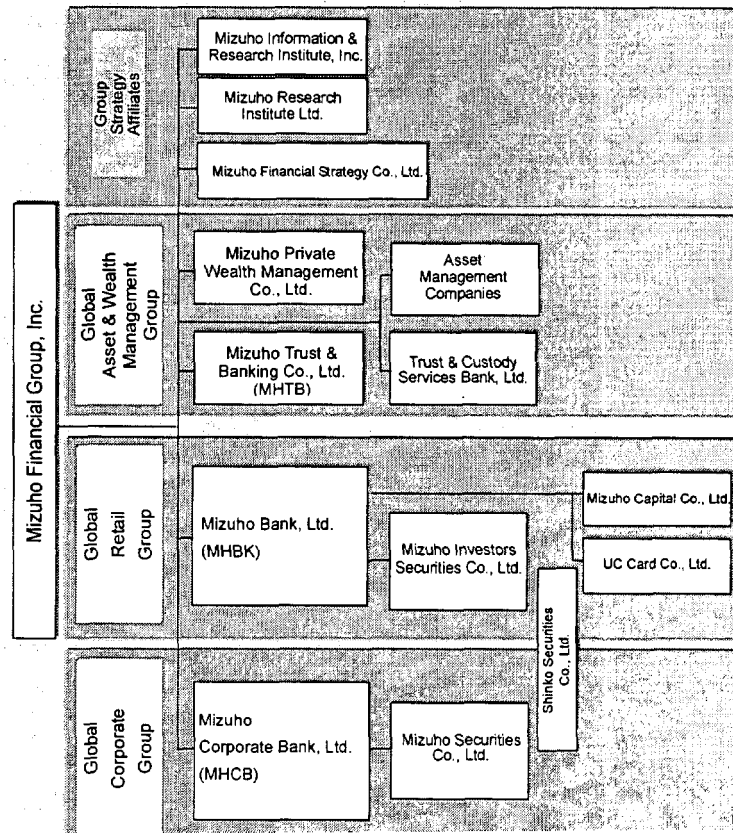 Mizuho Financial Group, Inc.
Group
Strategy
Affiliates
Mizuho Information &
Research Institute, Inc.
Mizuho Research
Institute Ltd.
Mizuho Financial Strategy Co., Ltd.
Global
Asset & Wealth
Management
Group
Mizuho Private
Wealth Management
Co., Ltd.
Mizuho Trust &
Banking Co., Ltd.
(MHTB)
Asset
Management
Companies
Trust & Custody
Services Bank, Ltd.
Global
Retail
Group
Mizuho Bank, Ltd.
(MHBK)
Mizuho Investors
Securities Co., Ltd.
Mizuho Capital Co., Ltd.
UC Card Co., Ltd.
Shinko Securities
Co., Ltd.
Global
Corporate
Group
Mizuho
Corporate Bank, Ltd.
(MHCB)
Mizuho Securities
Co., Ltd.